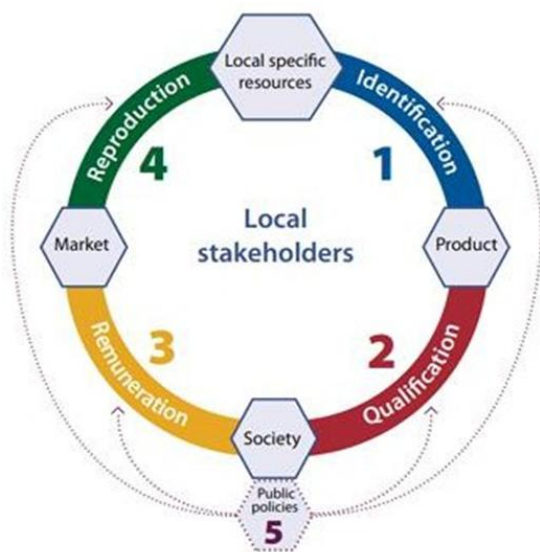 Local specific
resources
Reproduction
Identification
4
1
Market
Local
stakeholders
Product
3
2
Remuneration
Qualification
Society
Public
policies
5